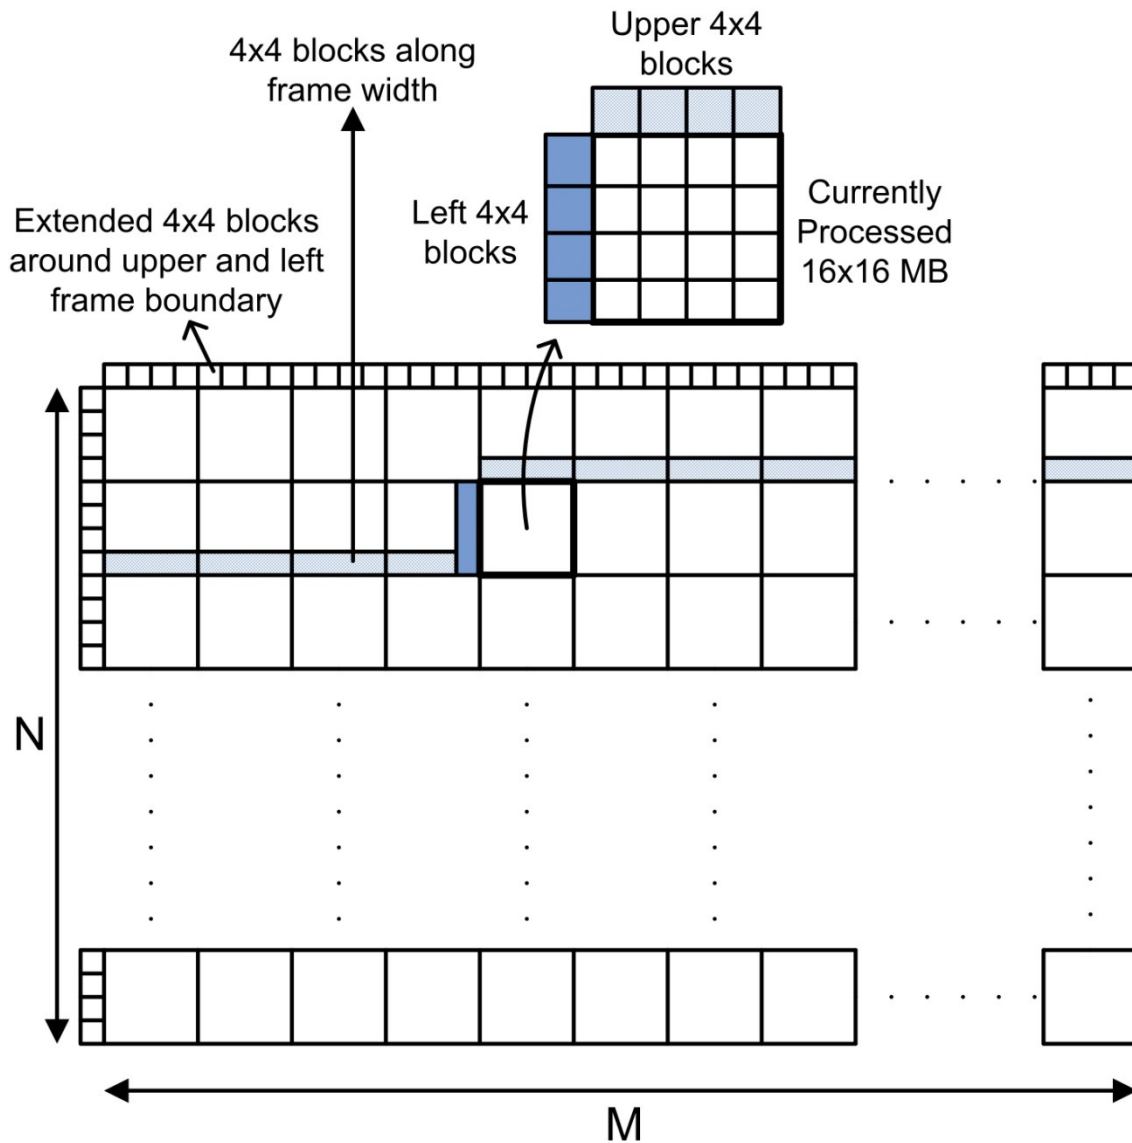 4x4 blocks along
frame width
Upper 4x4
blocks
Extended 4x4 blocks
around upper and left
frame boundary
Left 4x4
blocks
Currently
Processed
16x16 MB
N
M